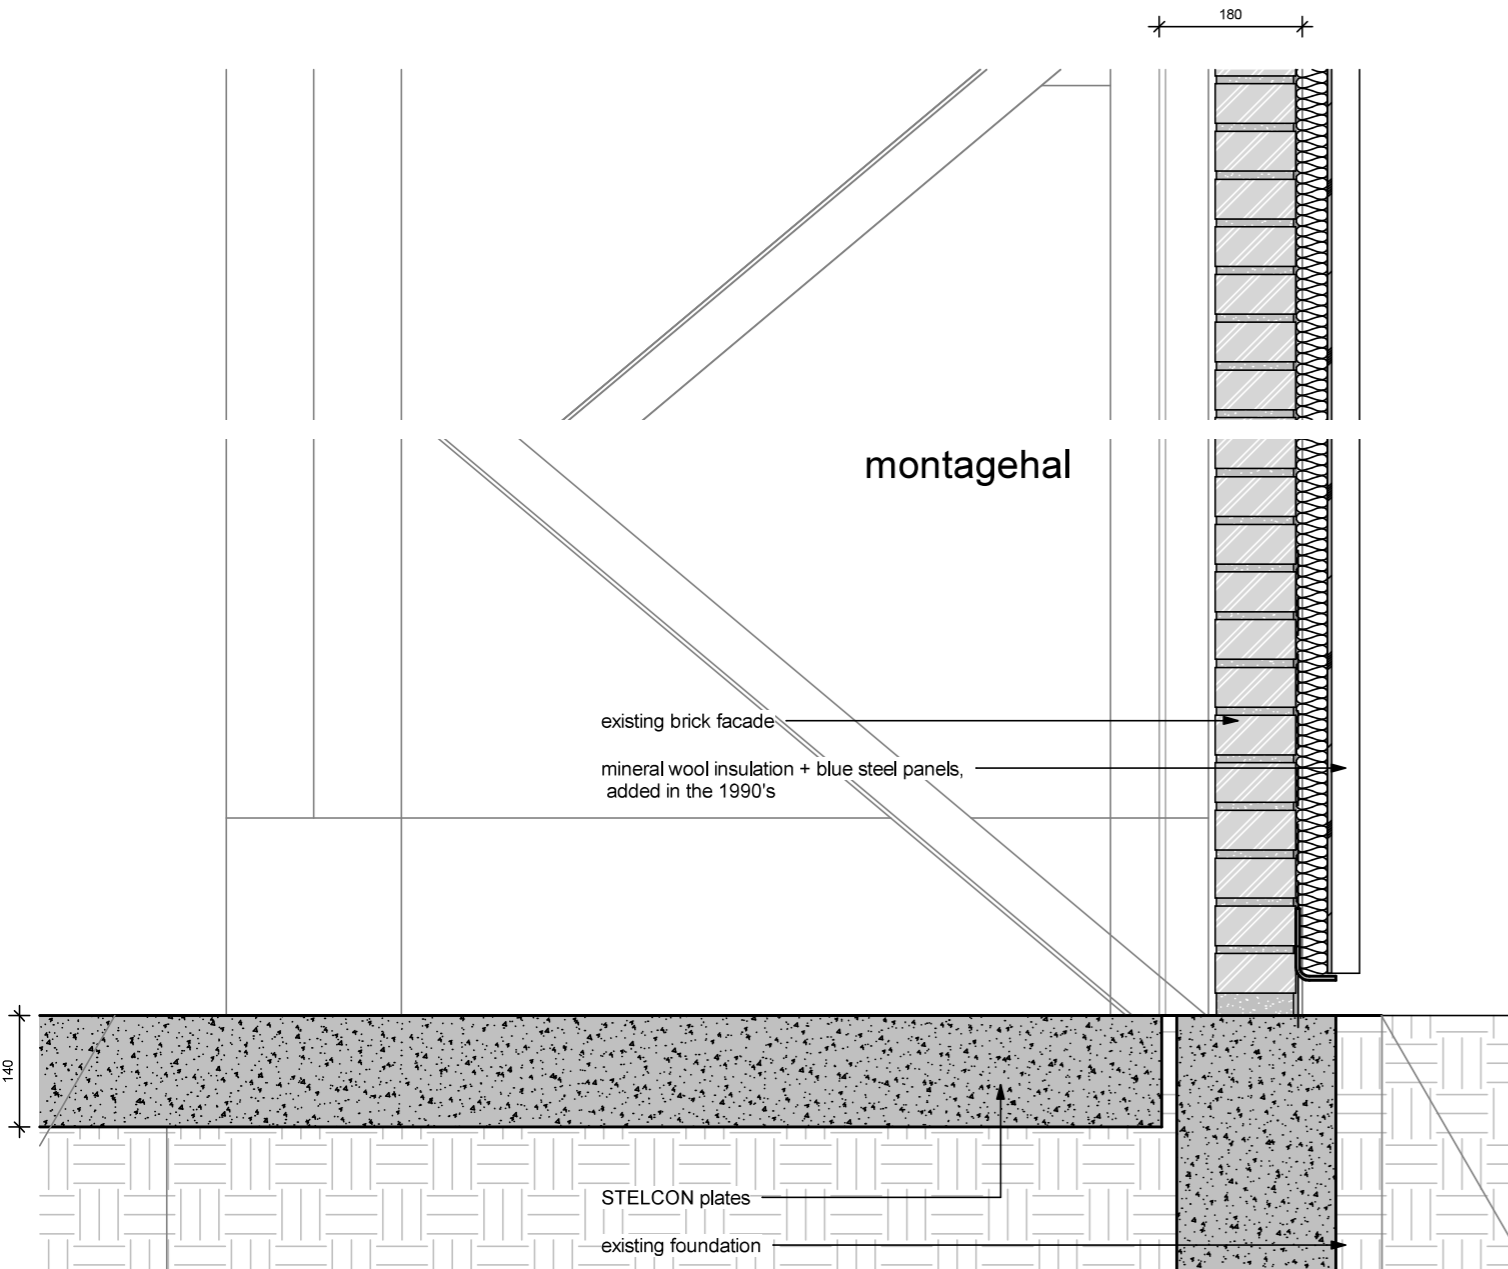 180
montagehal
existing brick facade
mineral wool insulation + blue steel panels,
added in the 1990's
140
STELCON plates
existing foundation